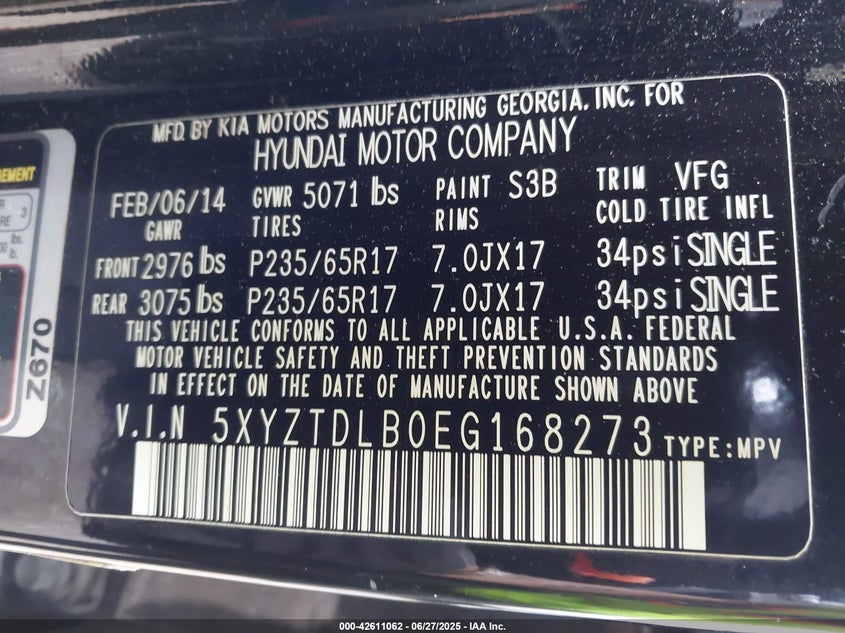 MFD. BY KIA MOTORS MANUFACTURING GEORGIA, INC. FOR
HYUNDAI MOTOR COMPANY
FEB/06/14 GVWR 5071 lbs PAINT S3B TRIM VFG
GAWR TIRES RIMS COLD TIRE INFL
FRONT 2976 lbs P235/65R17 7.0JX17 34psi SINGLE
REAR 3075 lbs P235/65R17 7.0JX17 34psi SINGLE
THIS VEHICLE CONFORMS TO ALL APPLICABLE U.S.A. FEDERAL
MOTOR VEHICLE SAFETY AND THEFT PREVENTION STANDARDS
IN EFFECT ON THE DATE OF MANUFACTURE SHOWN ABOVE
V.I.N 5XYZTDLB0EG168273 TYPE:MPV
Z670
000-42611062 - 06/27/2025 - IAA Inc.